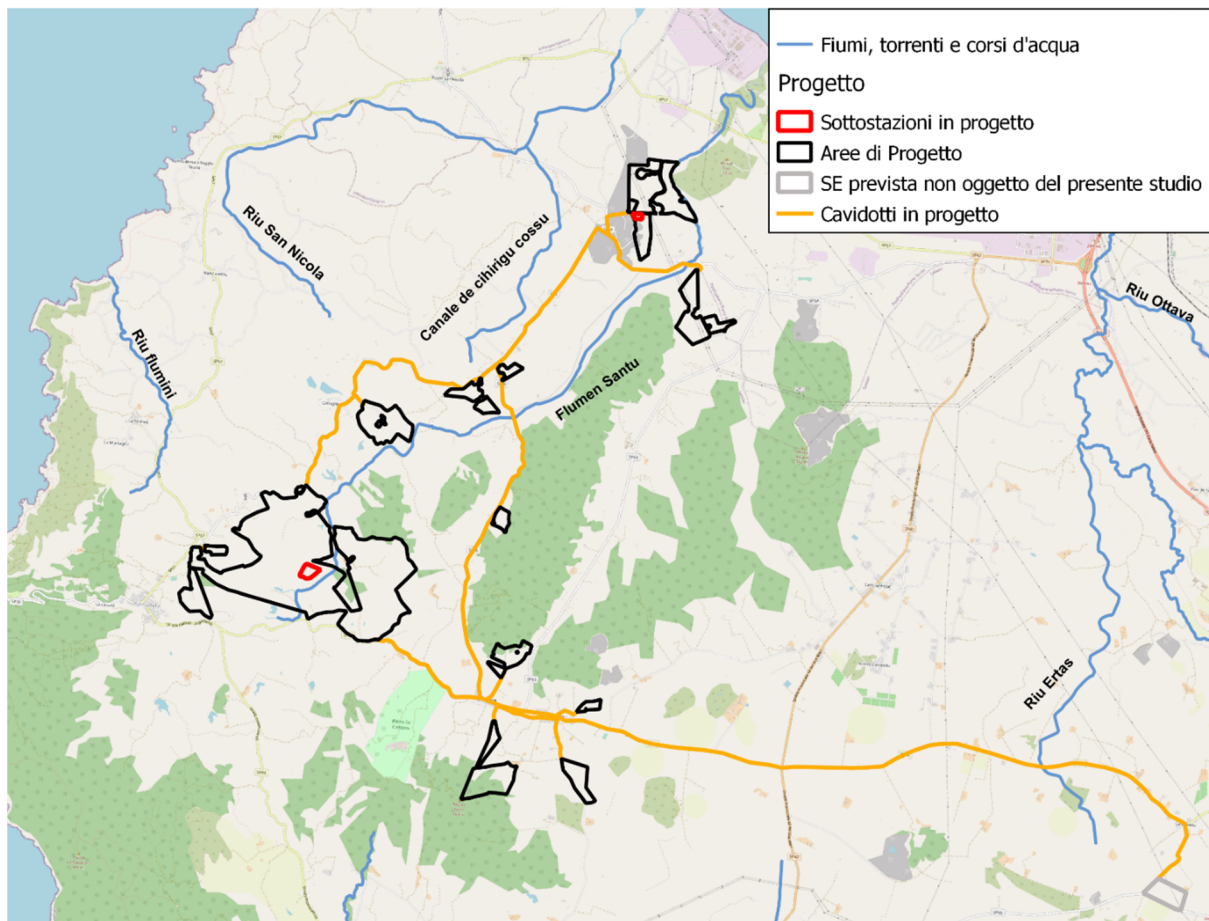 Fiumi, torrenti e corsi d'acqua
Progetto
Sottostazioni in progetto
Aree di Progetto
SE prevista non oggetto del presente studio
Cavidotti in progetto
Riu San Nicola
Canale de cihirigu cossu
Riu flumini
Flumen Santu
Riu Ottava
Riu Ertas